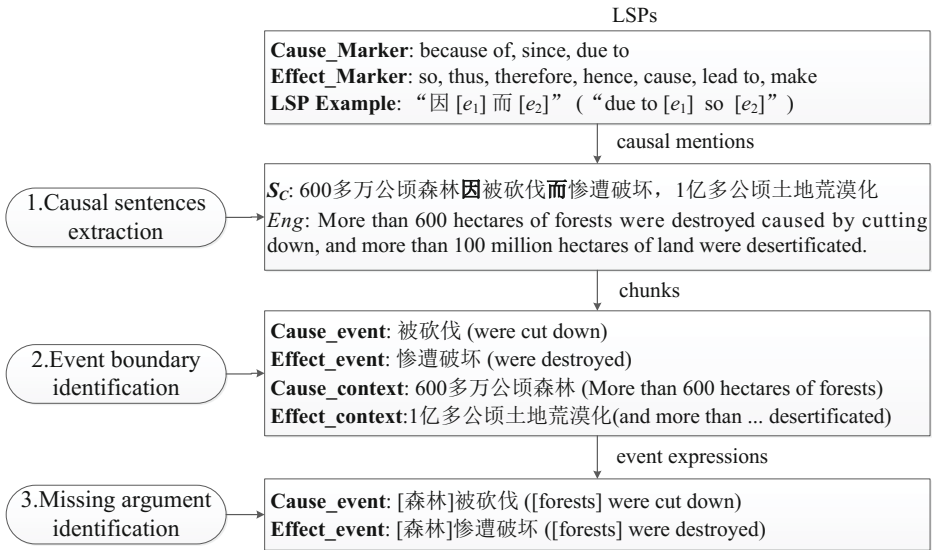 LSPs
Cause_Marker: because of, since, due to
Effect_Marker: so, thus, therefore, hence, cause, lead to, make
LSP Example: “因 [e₁] 而 [e₂]” (“due to [e₁] so [e₂]”)
causal mentions
1.Causal sentences
extraction
S_C: 600多万公顷森林因被砍伐而惨遭破坏，1亿多公顷土地荒漠化
Eng: More than 600 hectares of forests were destroyed caused by cutting
down, and more than 100 million hectares of land were desertificated.
chunks
2.Event boundary
identification
Cause_event: 被砍伐 (were cut down)
Effect_event: 惨遭破坏 (were destroyed)
Cause_context: 600多万公顷森林 (More than 600 hectares of forests)
Effect_context:1亿多公顷土地荒漠化(and more than ... desertificated)
event expressions
3.Missing argument
identification
Cause_event: [森林]被砍伐 ([forests] were cut down)
Effect_event: [森林]惨遭破坏 ([forests] were destroyed)